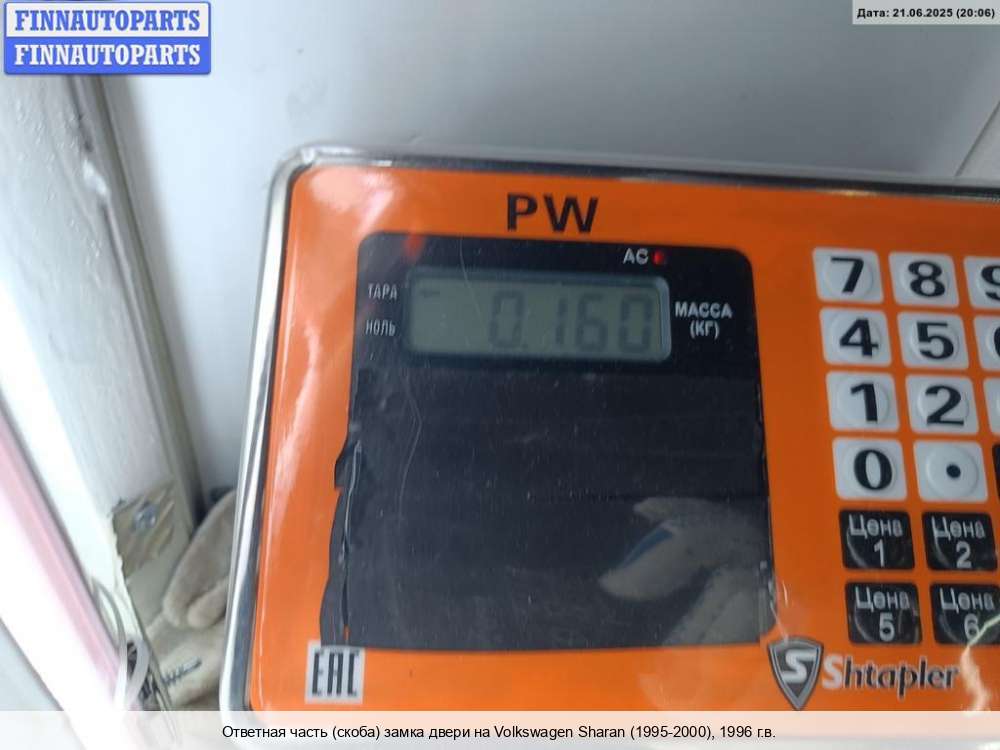 FINNAUTOPARTS
FINNAUTOPARTS
Дата: 21.06.2025 (20:06)
PW
AC
ТАРА
НОЛЬ
0.160
МАССА
(КГ)
7 8 9
4 5
1 2
0 .
Цена 1
Цена 2
Цена 5
Цена 6
EAC
S Shtapler
Ответная часть (скоба) замка двери на Volkswagen Sharan (1995-2000), 1996 г.в.